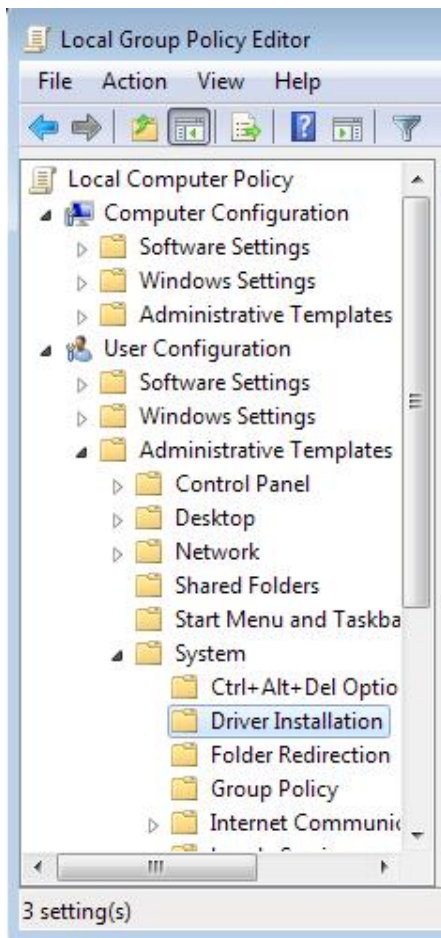 Local Group Policy Editor
File Action View Help
Local Computer Policy
Computer Configuration
Software Settings
Windows Settings
Administrative Templates
User Configuration
Software Settings
Windows Settings
Administrative Templates
Control Panel
Desktop
Network
Shared Folders
Start Menu and Taskba
System
Ctrl+Alt+Del Optio
Driver Installation
Folder Redirection
Group Policy
Internet Communic
3 setting(s)